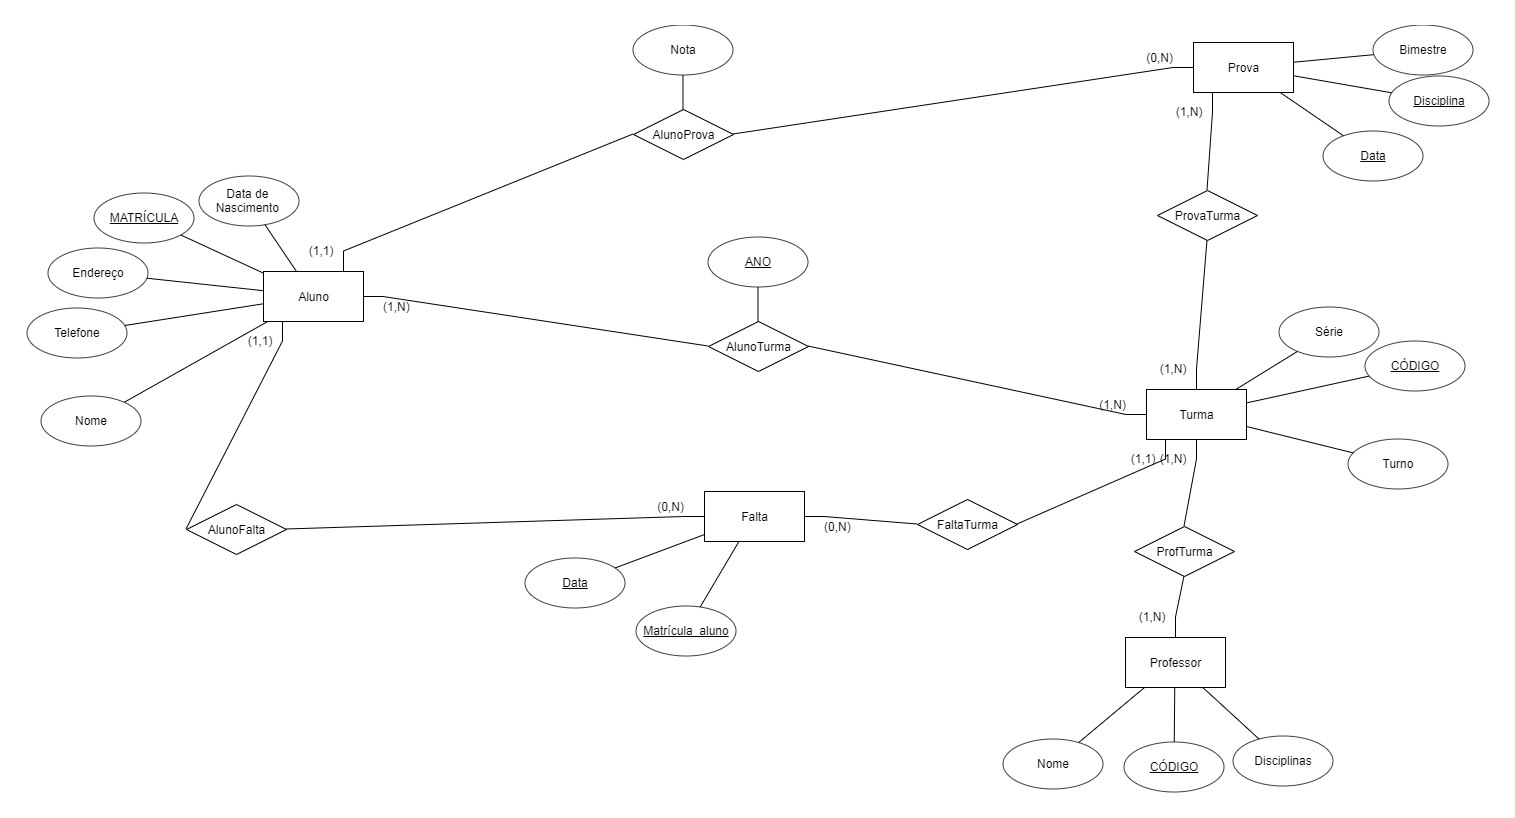 Nota
(0,N)
Prova
Bimestre
Disciplina
(1,N)
AlunoProva
Data
MATRÍCULA
Data de
Nascimento
ProvaTurma
(1,1)
Endereço
ANO
Aluno
(1,N)
Telefone
(1,1)
AlunoTurma
Série
(1,N)
CÓDIGO
(1,N)
Nome
Turma
(1,1)
(1,N)
Turno
(0,N)
AlunoFalta
Falta
(0,N)
FaltaTurma
ProfTurma
Data
Matrícula_aluno
(1,N)
Professor
Nome
CÓDIGO
Disciplinas